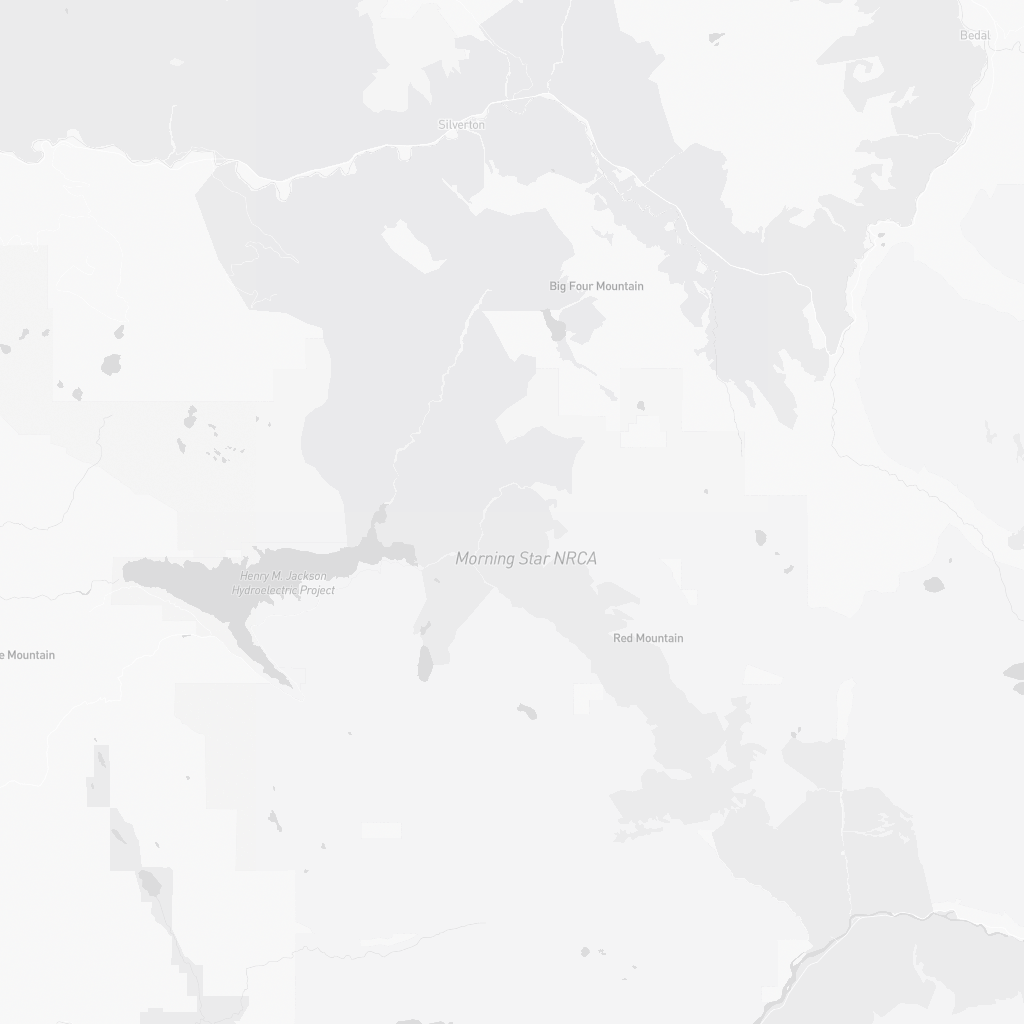 Bedal
Silverton
Big Four Mountain
Morning Star NRCA
Henry M. Jackson
Hydroelectric Project
Red Mountain
e Mountain